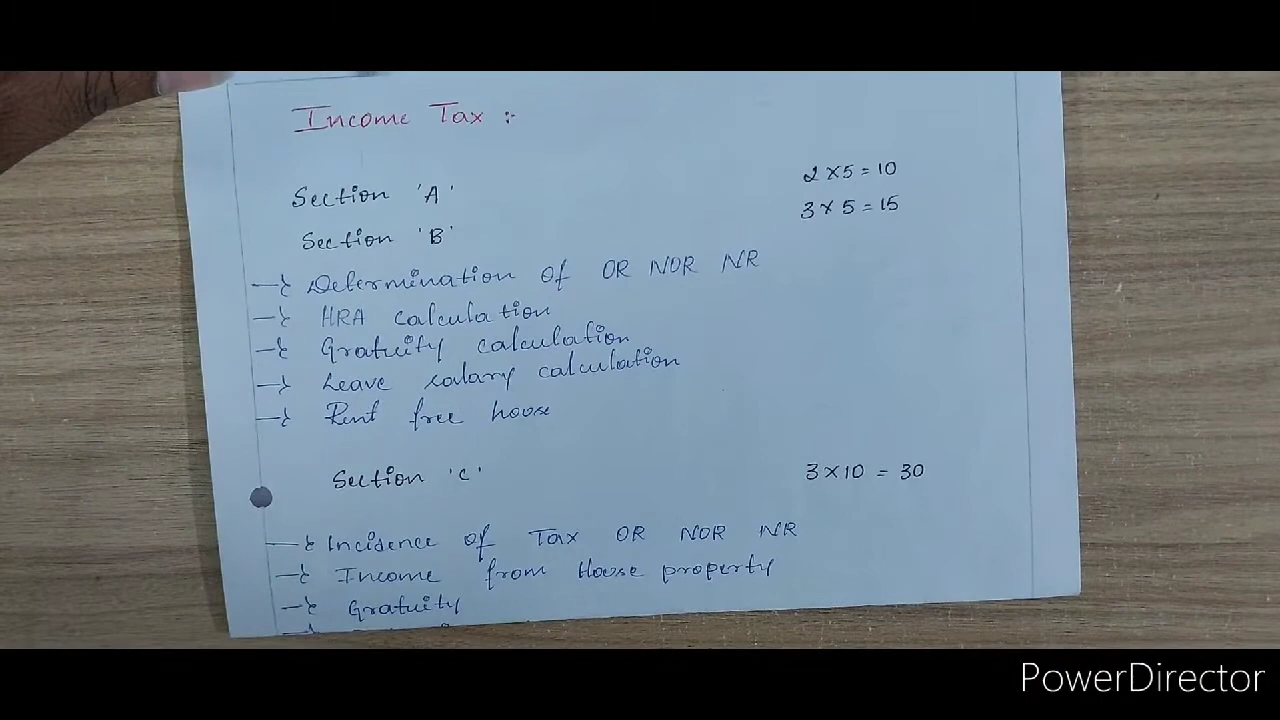 Income Tax :-
Section 'A' 2 x 5 = 10
Section 'B' 3 x 5 = 15
Determination of OR NOR NR
HRA calculation
Gratuity calculation
Leave salary calculation
Rent free house
Section 'C' 3 x 10 = 30
Incidence of Tax OR NOR NR
Income from House property
Gratuity
PowerDirector